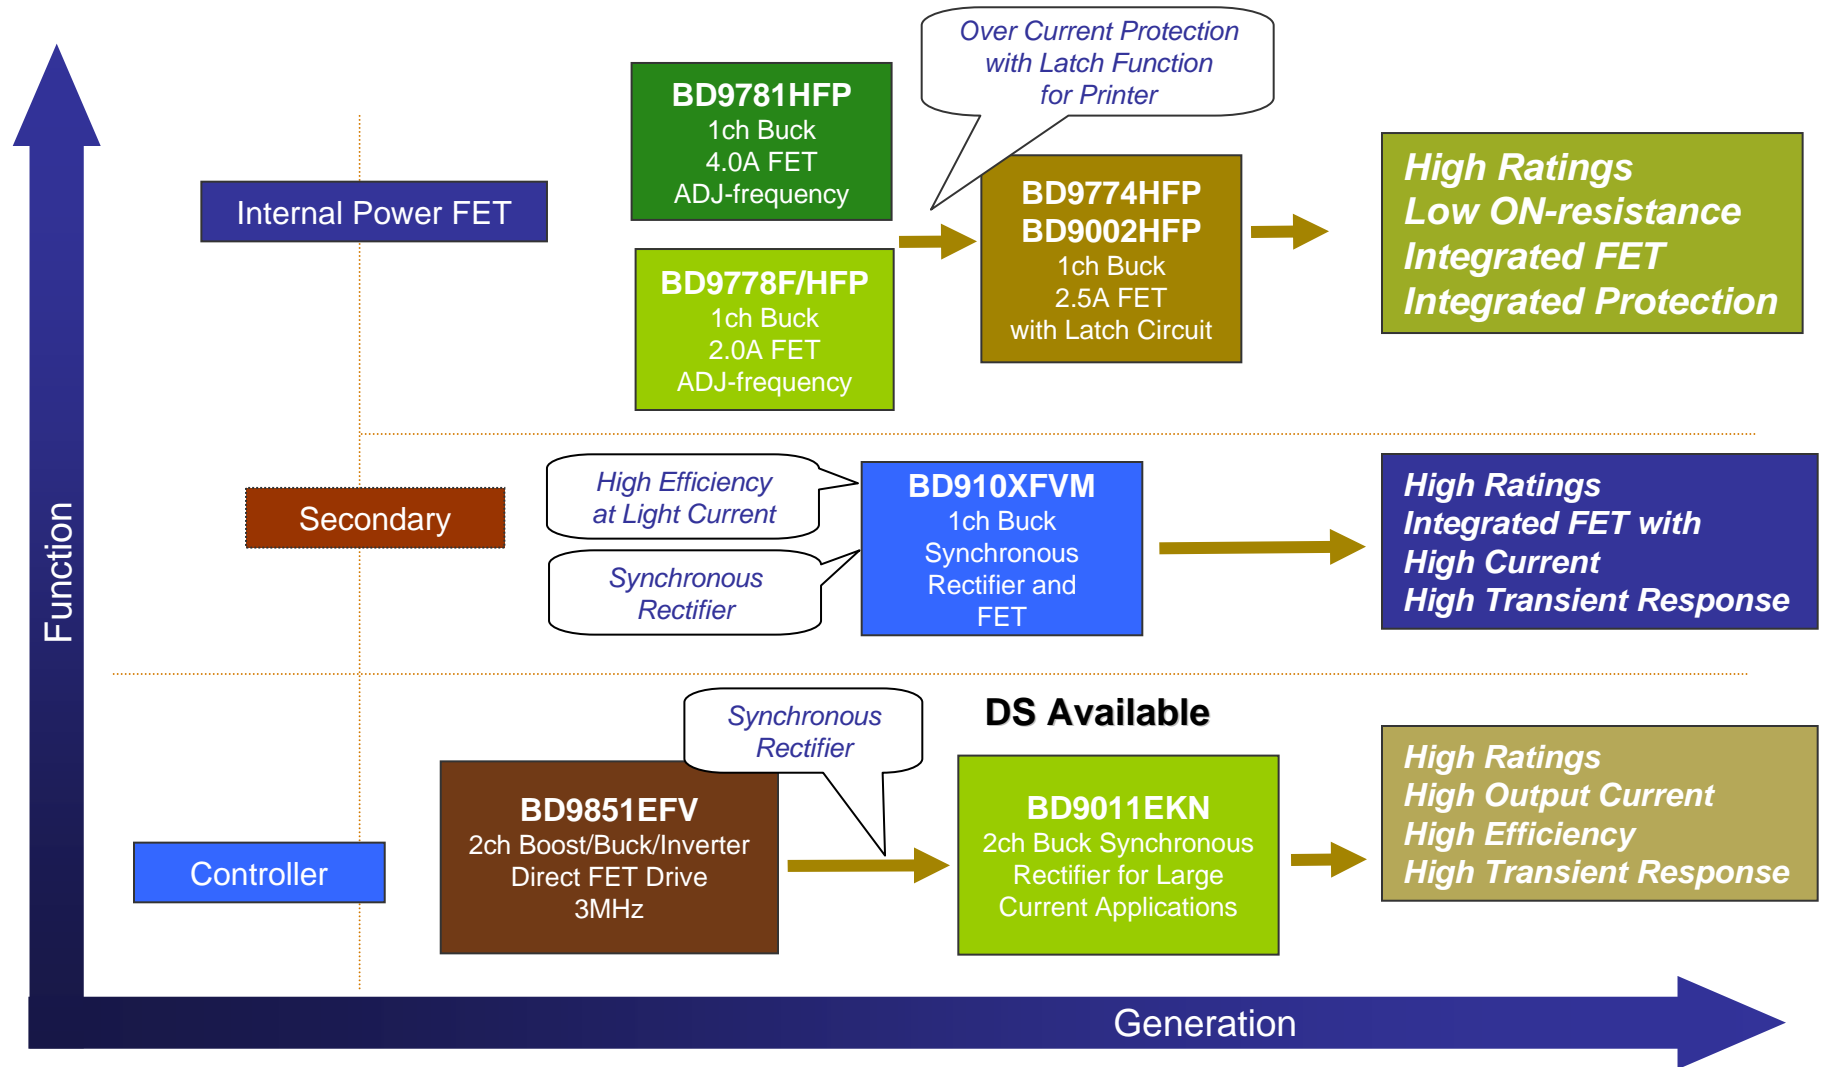 Over Current Protection
with Latch Function
for Printer
BD9781HFP
1ch Buck
4.0A FET
ADJ-frequency
Internal Power FET
BD9778F/HFP
1ch Buck
2.0A FET
ADJ-frequency
BD9774HFP
BD9002HFP
1ch Buck
2.5A FET
with Latch Circuit
High Ratings
Low ON-resistance
Integrated FET
Integrated Protection
Function
Secondary
High Efficiency
at Light Current
Synchronous
Rectifier
BD910XFVM
1ch Buck
Synchronous
Rectifier and
FET
High Ratings
Integrated FET with
High Current
High Transient Response
Controller
BD9851EFV
2ch Boost/Buck/Inverter
Direct FET Drive
3MHz
Synchronous
Rectifier
DS Available
BD9011EKN
2ch Buck Synchronous
Rectifier for Large
Current Applications
High Ratings
High Output Current
High Efficiency
High Transient Response
Generation